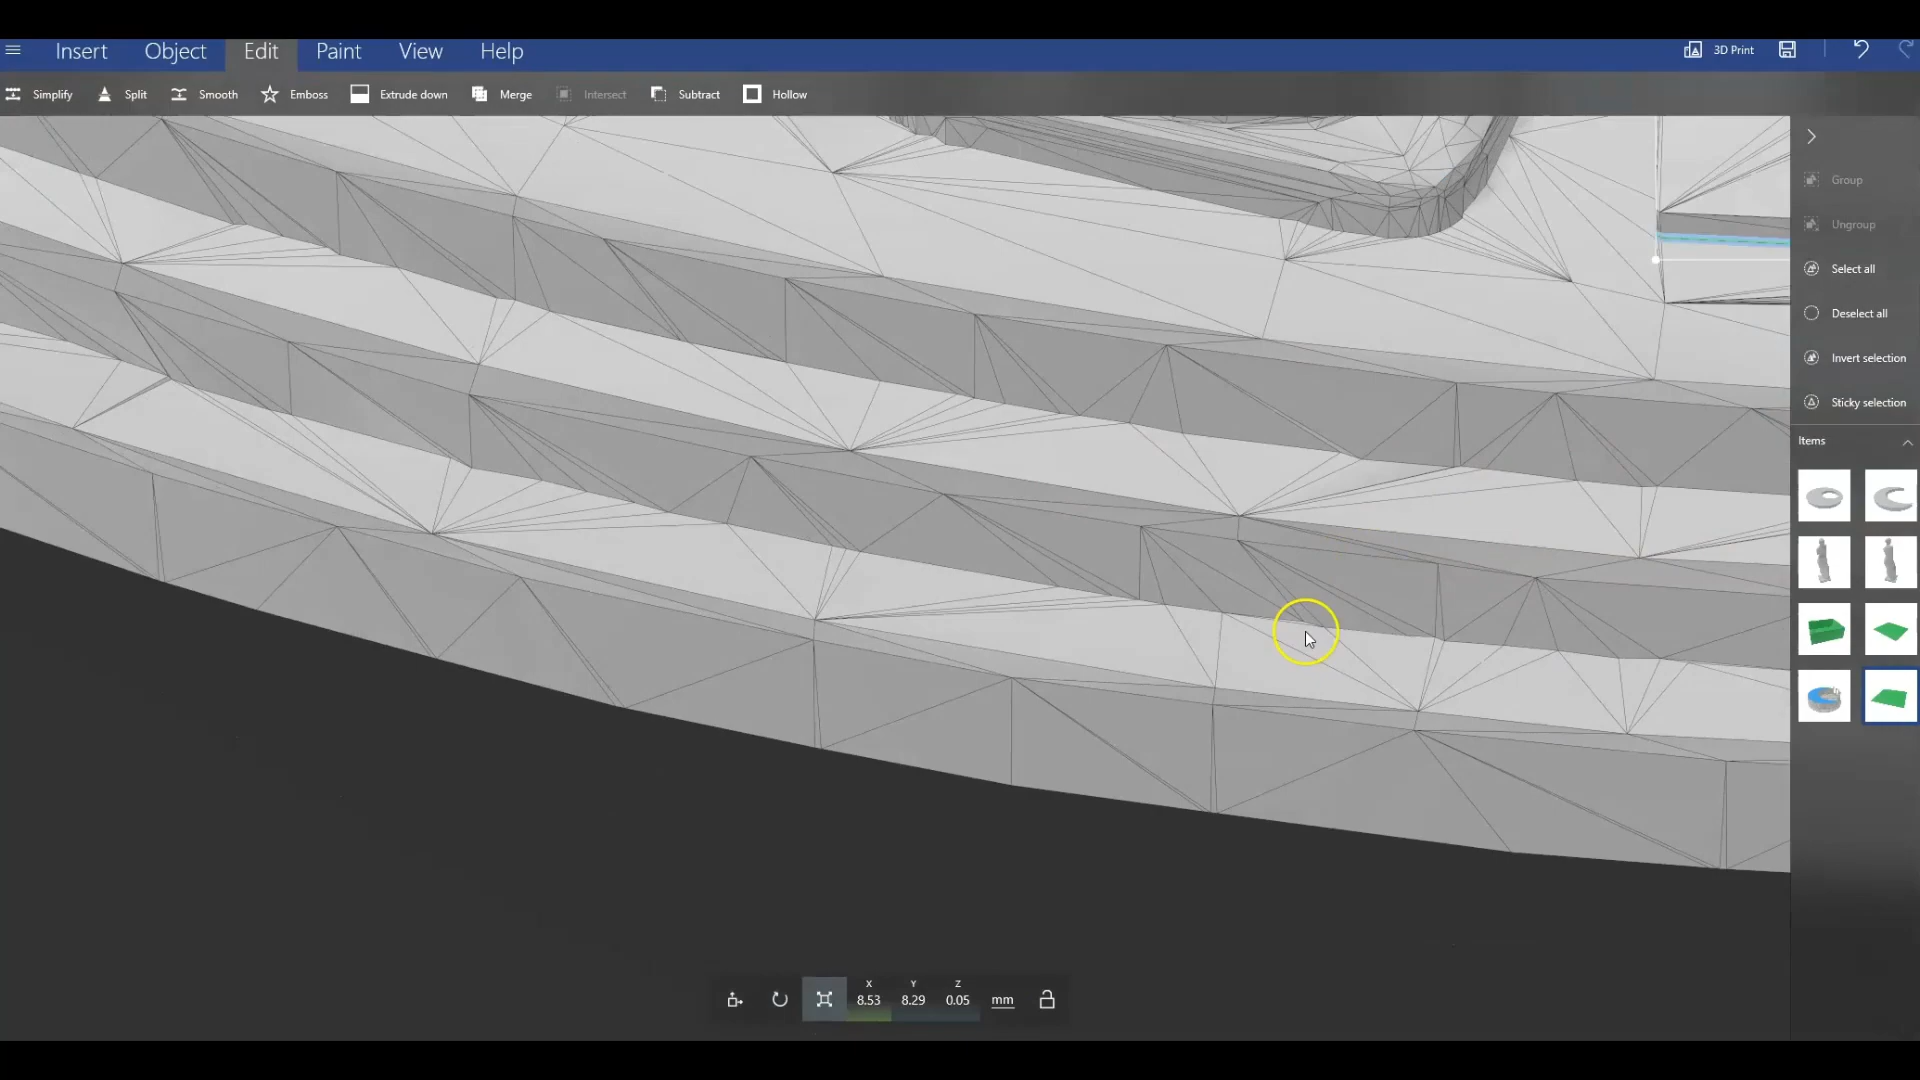 Insert Object Edit Paint View Help 3D Print
Simplify Split Smooth Emboss Extrude down Merge Intersect Subtract Hollow
Group
Ungroup
Select all
Deselect all
Invert selection
Sticky selection
Items
X Y Z
8.53 8.29 0.05 mm